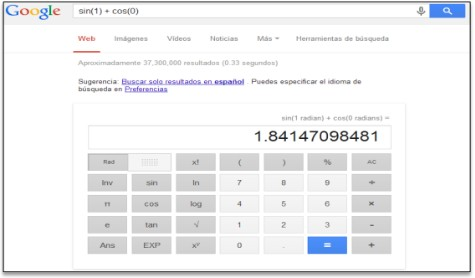 Google sin(1) + cos(0)
Web Imágenes Vídeos Noticias Más Herramientas de búsqueda
Aproximadamente 37,300,000 resultados (0.33 segundos)
Sugerencia: Buscar solo resultados en español . Puedes especificar el idioma de
búsqueda en Preferencias
sin(1 radian) + cos(0 radians) =
1.84147098481
Rad x! ( ) % AC
Inv sin ln 7 8 9 ÷
π cos log 4 5 6 ×
e tan √ 1 2 3 -
Ans EXP xʸ 0 . = +